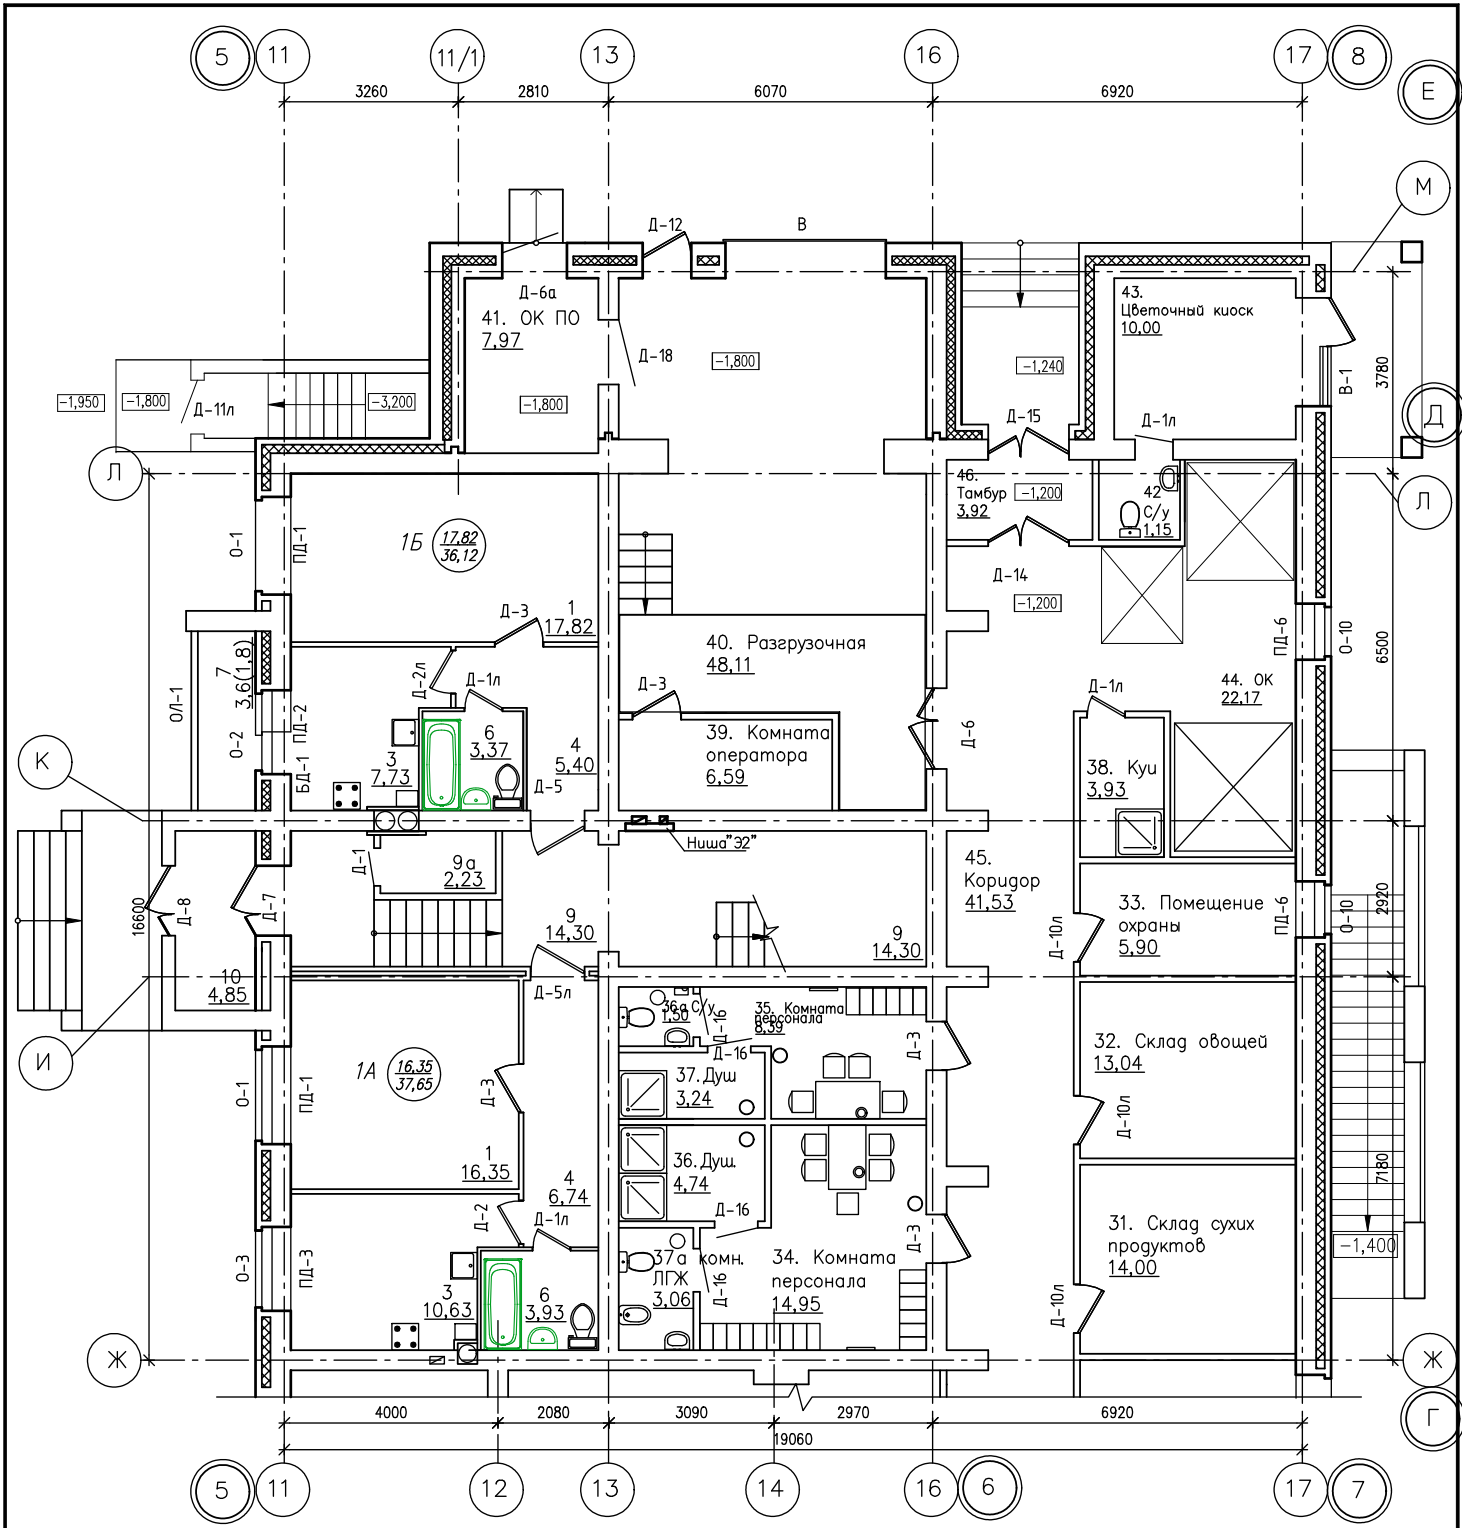 5
11
11/1
13
16
17
8
Е
3260
2810
6070
6920
М
Д-12
В
Д-6а
41. ОК ПО
7,97
Д-18
-1,800
-1,800
43.
Цветочный киоск
10,00
-1,240
Д-15
Д-1л
В-1
3780
Д
-1,950
-1,800
Д-11л
-3,200
Л
46.
Тамбур
3,92
-1,200
42
С/у
1,15
Л
О-1
ПД-1
1Б
17,82
36,12
Д-3
1
17,82
Д-14
-1,200
40. Разгрузочная
48,11
ПД-6
О-10
6500
7
3,6(1,8)
ОЛ-1
Д-2л
Д-1л
Д-3
Д-1л
44. ОК
22,17
О-2
ПД-2
БД-1
3
7,73
6
3,37
4
5,40
Д-5
39. Комната
оператора
6,59
Д-6
38. Куи
3,93
К
Ниша"Э2"
Д-1
9а
2,23
45.
Коридор
41,53
16600
Д-8
Д-7
9
14,30
9
14,30
33. Помещение
охраны
5,90
Д-10л
ПД-6
О-10
2920
10
4,85
Д-5л
И
36а С/у
1,50
Д-16
35. Комната
персонала
8,39
Д-3
32. Склад овощей
13,04
1А
16,35
37,65
О-1
ПД-1
Д-3
Д-16
37.Душ
3,24
Д-10л
1
16,35
4
6,74
36.Душ.
4,74
7180
Д-2
Д-1л
Д-16
Д-3
31. Склад сухих
продуктов
14,00
-1,400
О-3
ПД-3
3
10,63
6
3,93
37а комн.
ЛГЖ
3,06
Д-16
34. Комната
персонала
14,95
Д-10л
Ж
Ж
Г
4000
2080
3090
2970
6920
19060
5
11
12
13
14
16
6
17
7